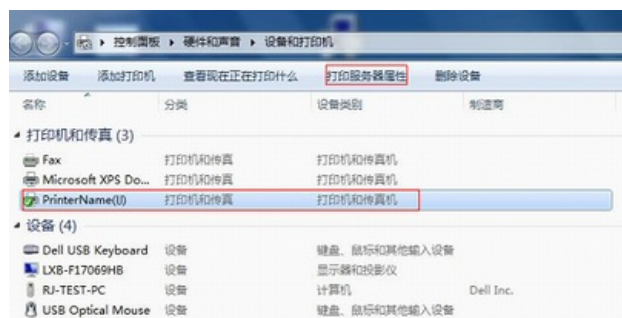 控制面板 ▸ 硬件和声音 ▸ 设备和打印机
添加设备 添加打印机 查看现在正在打印什么 打印服务器属性 删除设备
名称 分类 设备类别 制造商
打印机和传真 (3)
Fax 打印机和传真 打印机和传真机
Microsoft XPS Do... 打印机和传真 打印机和传真机
PrinterName(U) 打印机和传真 打印机和传真机
设备 (4)
Dell USB Keyboard 设备 键盘、鼠标和其他输入设备
LXB-F17069HB 设备 显示器和投影仪
RJ-TEST-PC 设备 计算机 Dell Inc.
USB Optical Mouse 设备 键盘、鼠标和其他输入设备